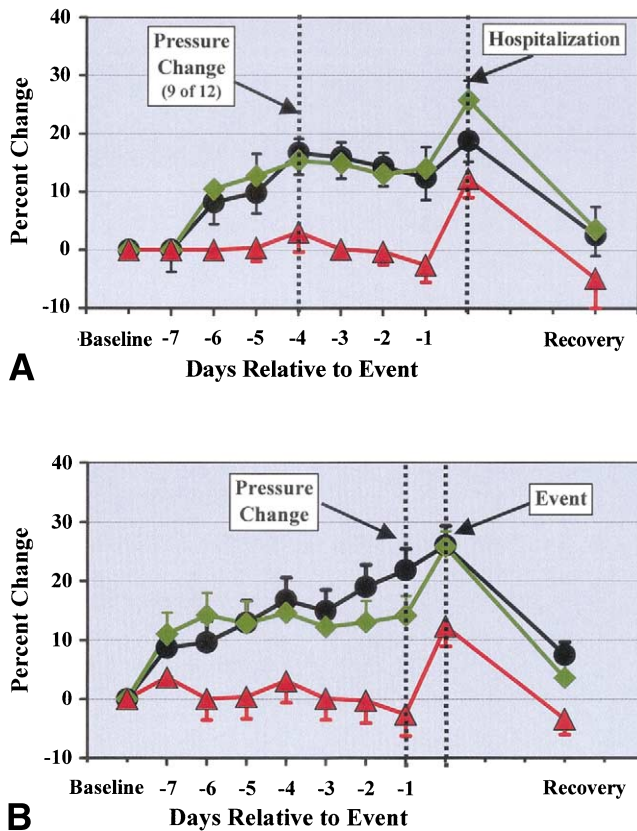 40
Pressure
Change
(9 of 12)
Hospitalization
30
20
10
0
-10
Percent Change
Baseline -7 -6 -5 -4 -3 -2 -1 Recovery
Days Relative to Event
A
40
Pressure
Change
Event
30
20
10
0
-10
Percent Change
Baseline -7 -6 -5 -4 -3 -2 -1 Recovery
Days Relative to Event
B